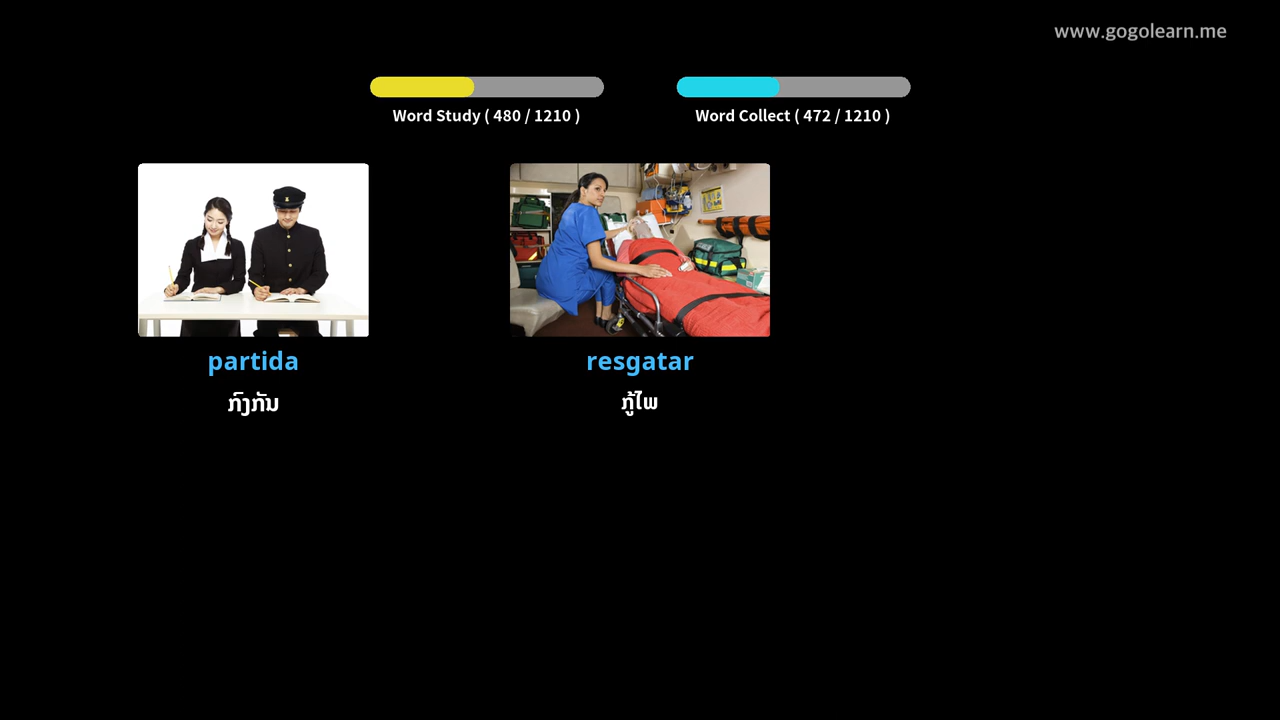 www.gogolearn.me
Word Study ( 480 / 1210 )
Word Collect ( 472 / 1210 )
partida
ກົງກັນ
resgatar
ກູ້ໄພ